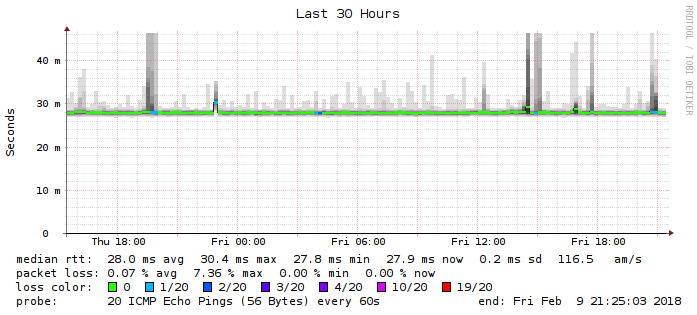 Last 30 Hours
RRDTOOL / TOBI OETIKER
Seconds
40 m
30 m
20 m
10 m
0
Thu 18:00 Fri 00:00 Fri 06:00 Fri 12:00 Fri 18:00
median rtt: 28.0 ms avg 30.4 ms max 27.8 ms min 27.9 ms now 0.2 ms sd 116.5 am/s
packet loss: 0.07 % avg 7.36 % max 0.00 % min 0.00 % now
loss color: 0 1/20 2/20 3/20 4/20 10/20 19/20
probe: 20 ICMP Echo Pings (56 Bytes) every 60s end: Fri Feb 9 21:25:03 2018